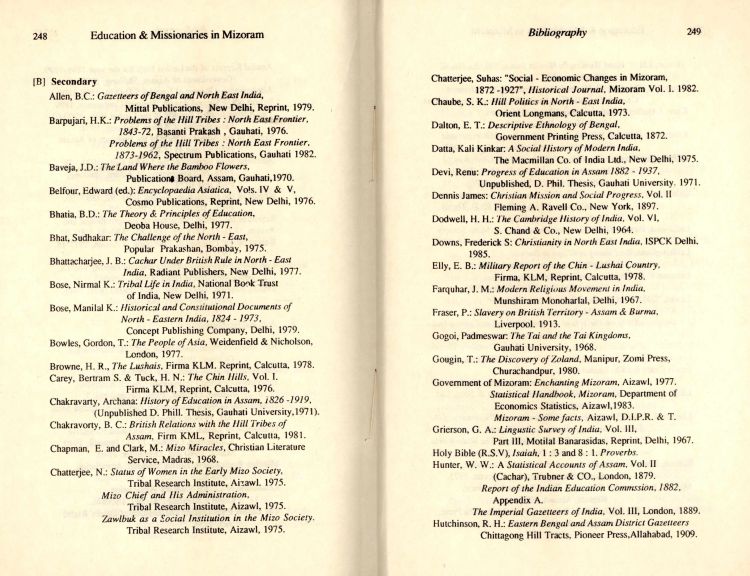 248 Education & Missionaries in Mizoram
[B] Secondary
Allen, B.C.: Gazetteers of Bengal and North East India,
Mittal Publications, New Delhi, Reprint, 1979.
Barpujari, H.K.: Problems of the Hill Tribes : North East Frontier,
1843-72, Basanti Prakash , Gauhati, 1976.
Problems of the Hill Tribes : North East Frontier,
1873-1962, Spectrum Publications, Gauhati 1982.
Baveja, J.D.: The Land Where the Bamboo Flowers,
Publication Board, Assam, Gauhati,1970.
Belfour, Edward (ed.): Encyclopaedia Asiatica, Vols. IV & V,
Cosmo Publications, Reprint, New Delhi, 1976.
Bhatia, B.D.: The Theory & Principles of Education,
Deoba House, Delhi, 1977.
Bhat, Sudhakar: The Challenge of the North - East,
Popular Prakashan, Bombay, 1975.
Bhattacharjee, J. B.: Cachar Under British Rule in North - East
India, Radiant Publishers, New Delhi, 1977.
Bose, Nirmal K.: Tribal Life in India, National Book Trust
of India, New Delhi, 1971.
Bose, Manilal K.: Historical and Constitutional Documents of
North - Eastern India, 1824 - 1973,
Concept Publishing Company, Delhi, 1979.
Bowles, Gordon, T.: The People of Asia, Weidenfield & Nicholson,
London, 1977.
Browne, H. R., The Lushais, Firma KLM. Reprint, Calcutta, 1978.
Carey, Bertram S. & Tuck, H. N.: The Chin Hills, Vol. I.
Firma KLM, Reprint, Calcutta, 1976.
Chakravarty, Archana: History of Education in Assam, 1826 -1919,
(Unpublished D. Phill. Thesis, Gauhati University,1971).
Chakravorty, B. C.: British Relations with the Hill Tribes of
Assam, Firm KML, Reprint, Calcutta, 1981.
Chapman, E. and Clark, M.: Mizo Miracles, Christian Literature
Service, Madras, 1968.
Chatterjee, N.: Status of Women in the Early Mizo Society,
Tribal Research Institute, Aizawl, 1975.
Mizo Chief and His Administration,
Tribal Research Institute, Aizawl, 1975.
Zawlbuk as a Social Institution in the Mizo Society.
Tribal Research Institute, Aizawl, 1975.
Bibliography 249
Chatterjee, Suhas: "Social - Economic Changes in Mizoram,
1872 -1927", Historical Journal, Mizoram Vol. I. 1982.
Chaube, S. K.: Hill Politics in North - East India,
Orient Longmans, Calcutta, 1973.
Dalton, E. T.: Descriptive Ethnology of Bengal,
Government Printing Press, Calcutta, 1872.
Datta, Kali Kinkar: A Social History of Modern India,
The Macmillan Co. of India Ltd., New Delhi, 1975.
Devi, Renu: Progress of Education in Assam 1882 - 1937,
Unpublished, D. Phil. Thesis, Gauhati University. 1971.
Dennis James: Christian Mission and Social Progress, Vol. II
Fleming A. Ravell Co., New York, 1897.
Dodwell, H. H.: The Cambridge History of India, Vol. VI,
S. Chand & Co., New Delhi, 1964.
Downs, Frederick S: Christianity in North East India, ISPCK Delhi,
1985.
Elly, E. B.: Military Report of the Chin - Lushai Country,
Firma, KLM, Reprint, Calcutta, 1978.
Farquhar, J. M.: Modern Religious Movement in India,
Munshiram Monoharlal, Delhi, 1967.
Fraser, P.: Slavery on British Territory - Assam & Burma,
Liverpool. 1913.
Gogoi, Padmeswar: The Tai and the Tai Kingdoms,
Gauhati University, 1968.
Gougin, T.: The Discovery of Zoland, Manipur, Zomi Press,
Churachandpur, 1980.
Government of Mizoram: Enchanting Mizoram, Aizawl, 1977.
Statistical Handbook, Mizoram, Department of
Economics Statistics, Aizawl,1983.
Mizoram - Some facts, Aizawl, D.I.P.R. & T.
Grierson, G. A.: Lingustic Survey of India, Vol. III,
Part III, Motilal Banarasidas, Reprint, Delhi, 1967.
Holy Bible (R.S.V), Isaiah, 1 : 3 and 8 : 1. Proverbs.
Hunter, W. W.: A Statistical Accounts of Assam, Vol. II
(Cachar), Trubner & CO., London, 1879.
Report of the Indian Education Commssion, 1882,
Appendix A.
The Imperial Gazetteers of India, Vol. III, London, 1889.
Hutchinson, R. H.: Eastern Bengal and Assam District Gazetteers
Chittagong Hill Tracts, Pioneer Press,Allahabad, 1909.